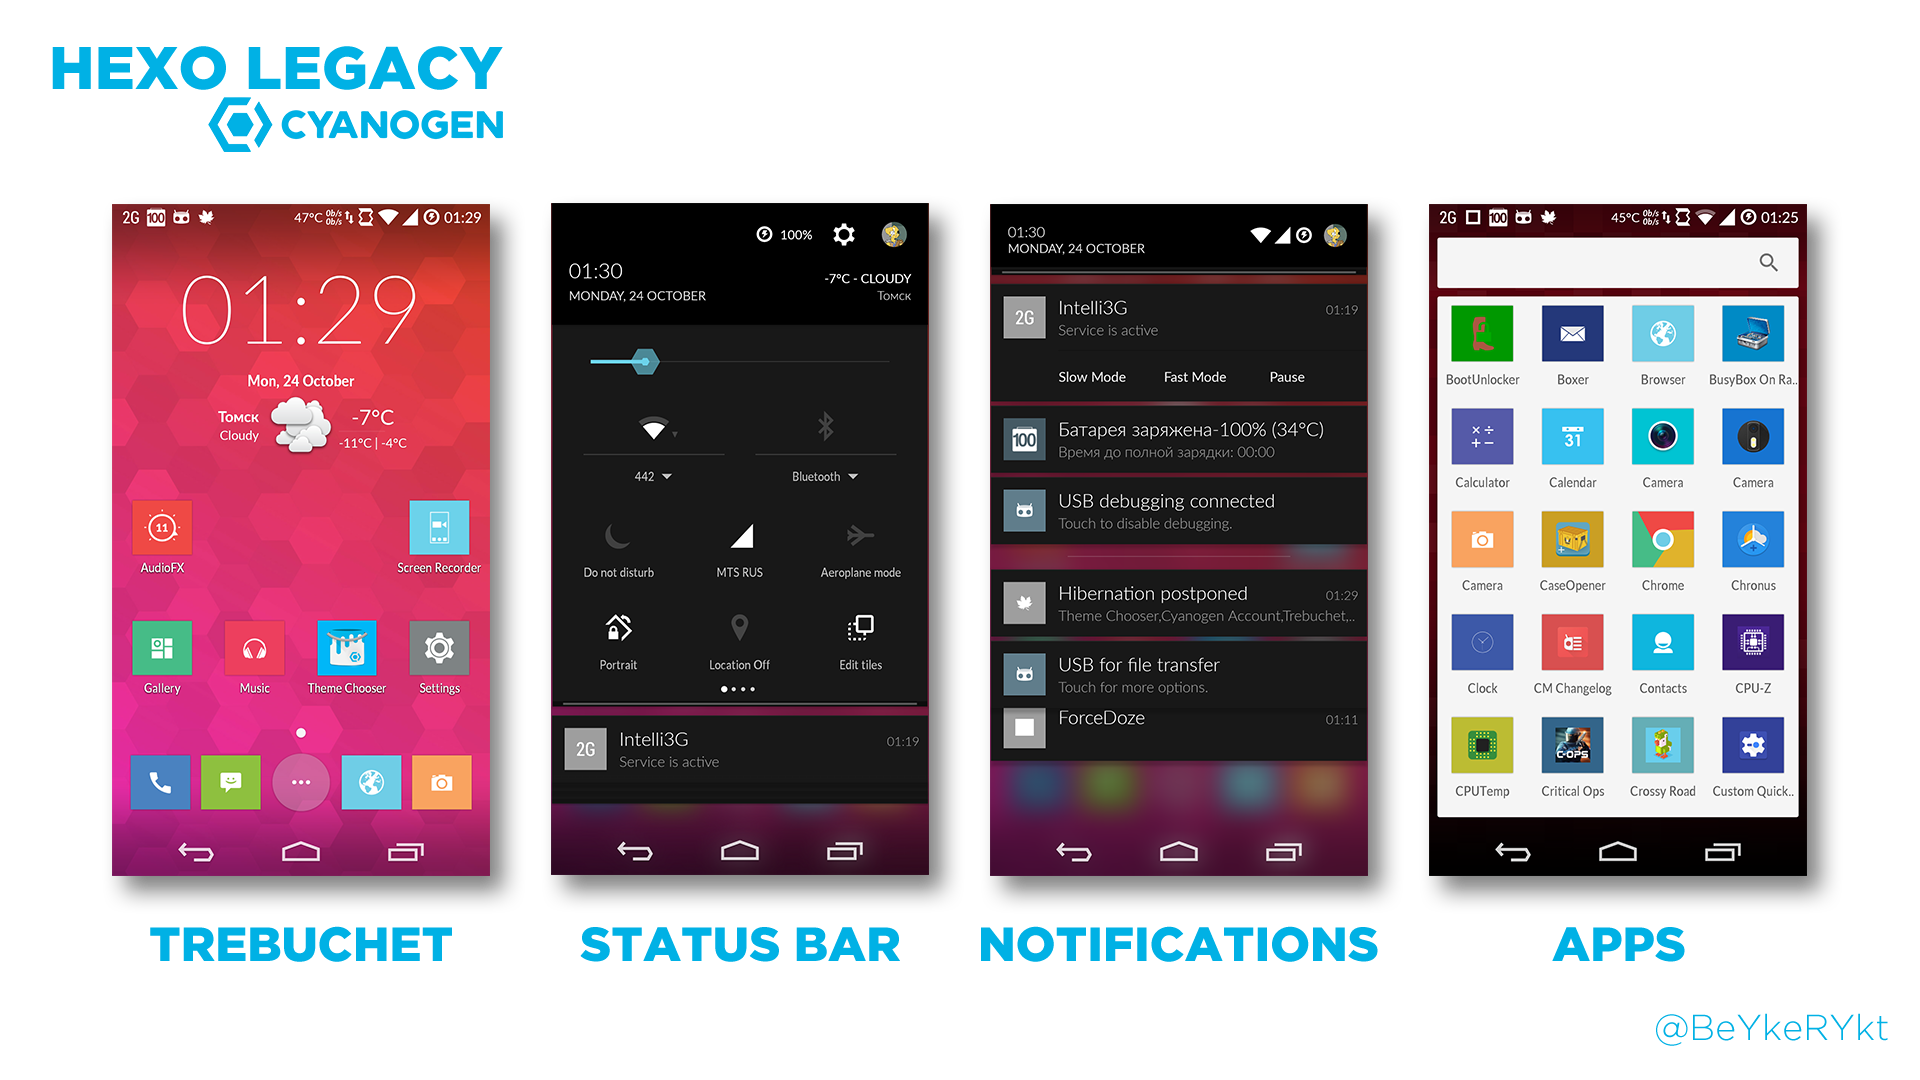 HEXO LEGACY
CYANOGEN
2G 100 47°C 0b/s 0b/s 01:29
01:29
Mon, 24 October
Томск
Cloudy
-7°C
-11°C | -4°C
11
AudioFX
Screen Recorder
Gallery
Music
Theme Chooser
Settings
TREBUCHET
100%
01:30
MONDAY, 24 OCTOBER
-7°C - CLOUDY
Томск
442
Bluetooth
Do not disturb
MTS RUS
Aeroplane mode
Portrait
Location Off
Edit tiles
2G
Intelli3G
01:19
Service is active
STATUS BAR
01:30
MONDAY, 24 OCTOBER
2G
Intelli3G
01:19
Service is active
Slow Mode
Fast Mode
Pause
100
Батарея заряжена-100% (34°C)
Время до полной зарядки: 00:00
USB debugging connected
Touch to disable debugging.
Hibernation postponed
01:29
Theme Chooser,Cyanogen Account,Trebuchet,..
USB for file transfer
Touch for more options.
ForceDoze
01:11
NOTIFICATIONS
2G 100 45°C 0b/s 0b/s 01:25
BootUnlocker
Boxer
Browser
BusyBox On Ra..
31
Calculator
Calendar
Camera
Camera
Camera
CaseOpener
Chrome
Chronus
Clock
CM Changelog
Contacts
CPU-Z
C-OPS
CPUTemp
Critical Ops
Crossy Road
Custom Quick..
APPS
@BeYkeRYkt